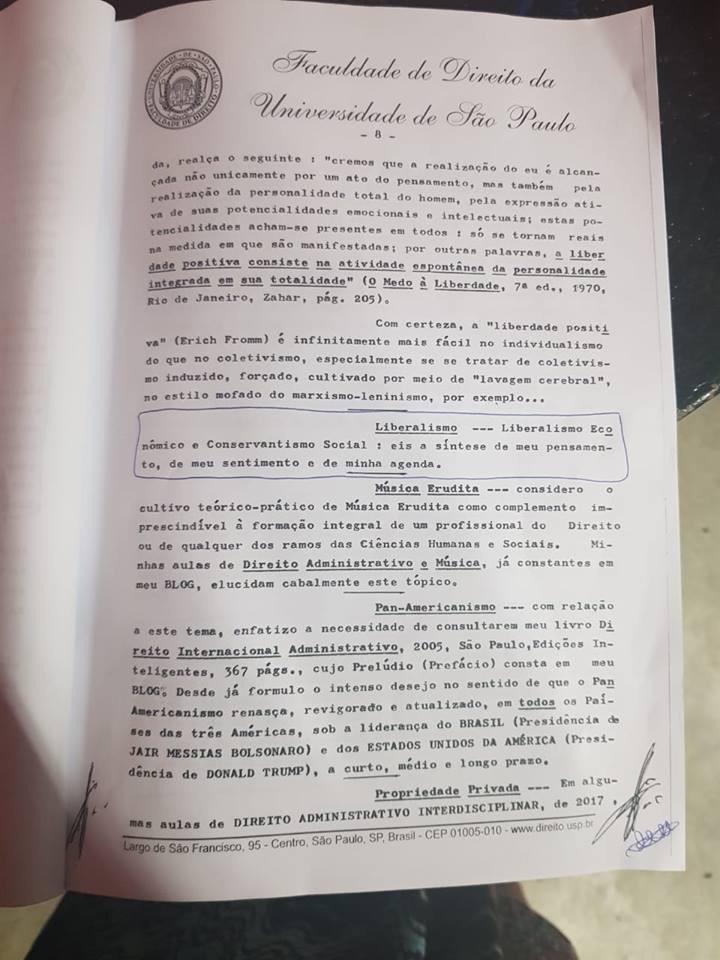 UNIVERSIDADE DE SÃO PAULO
FACULDADE DE DIREITO
Faculdade de Direito da
Universidade de São Paulo
- 8 -
da, realça o seguinte : "cremos que a realização do eu é alcan-
çada não unicamente por um ato do pensamento, mas também pela
realização da personalidade total do homem, pela expressão ati-
va de suas potencialidades emocionais e intelectuais; estas po-
tencialidades acham-se presentes em todos : só se tornam reais
na medida em que são manifestadas; por outras palavras, a liber
dade positiva consiste na atividade espontânea da personalidade
integrada em sua totalidade" (O Medo à Liberdade, 7ª ed., 1970,
Rio de Janeiro, Zahar, pág. 205).
Com certeza, a "liberdade positi
va" (Erich Fromm) é infinitamente mais fácil no individualismo
do que no coletivismo, especialmente se se tratar de coletivis-
mo induzido, forçado, cultivado por meio de "lavagem cerebral",
no estilo mofado do marxismo-leninismo, por exemplo...
Liberalismo --- Liberalismo Eco
nômico e Conservantismo Social : eis a síntese de meu pensamen-
to, de meu sentimento e de minha agenda.
Música Erudita --- considero o
cultivo teórico-prático de Música Erudita como complemento im-
prescindível à formação integral de um profissional do Direito
ou de qualquer dos ramos das Ciências Humanas e Sociais. Mi-
nhas aulas de Direito Administrativo e Música, já constantes em
meu BLOG, elucidam cabalmente este tópico.
Pan-Americanismo --- com relação
a este tema, enfatizo a necessidade de consultarem meu livro Di
reito Internacional Administrativo, 2005, São Paulo,Edições In-
teligentes, 367 págs., cujo Prelúdio (Prefácio) consta em meu
BLOG. Desde já formulo o intenso desejo no sentido de que o Pan
Americanismo renasça, revigorado e atualizado, em todos os Paí-
ses das três Américas, sob a liderança do BRASIL (Presidência de
JAIR MESSIAS BOLSONARO) e dos ESTADOS UNIDOS DA AMÉRICA (Presi-
dência de DONALD TRUMP), a curto, médio e longo prazo.
Propriedade Privada --- Em algu-
mas aulas de DIREITO ADMINISTRATIVO INTERDISCIPLINAR, de 2017 ,
Largo de São Francisco, 95 - Centro, São Paulo, SP, Brasil - CEP 01005-010 - www.direito.usp.br